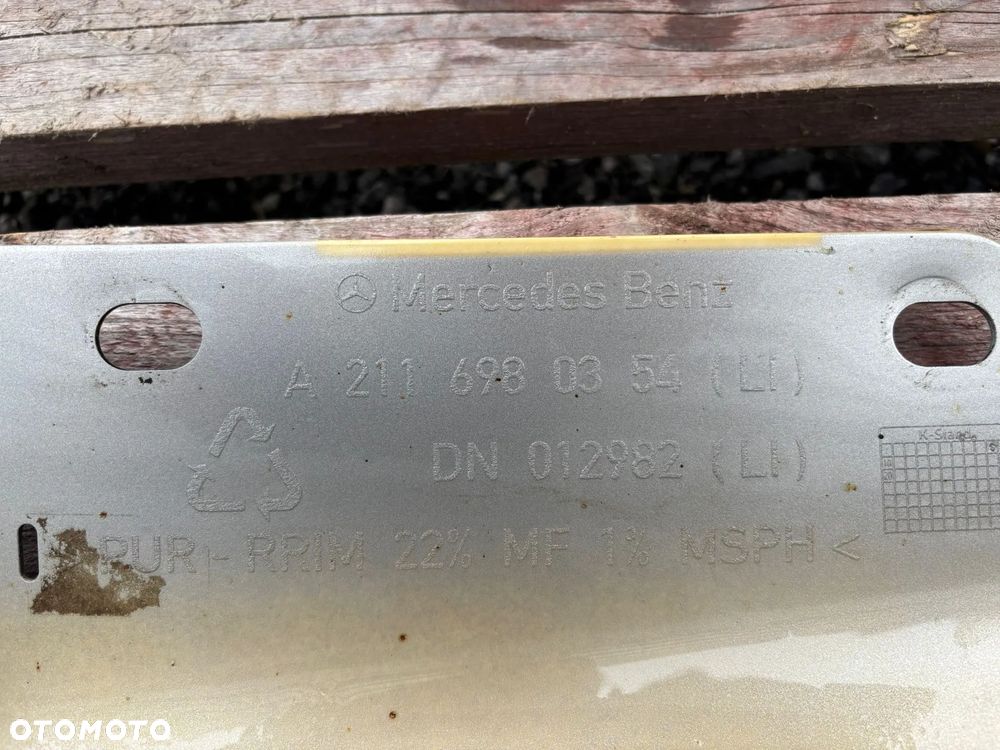 Mercedes Benz
A 211 698 03 54 (LI)
DN 012982 (LI)
K-Stand
PUR-RRIM 22% MF 1% MSPH <
OTOMOTO